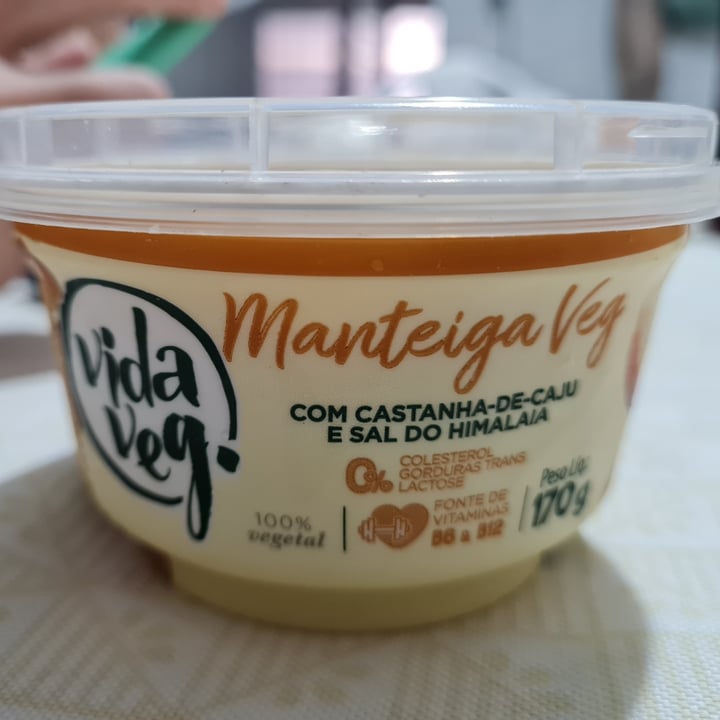 vida
veg.
Manteiga Veg
COM CASTANHA-DE-CAJU
E SAL DO HIMALAIA
0%
COLESTEROL
GORDURAS TRANS
LACTOSE
100%
vegetal
FONTE DE
VITAMINAS
B6 & B12
Peso Líq.
170g